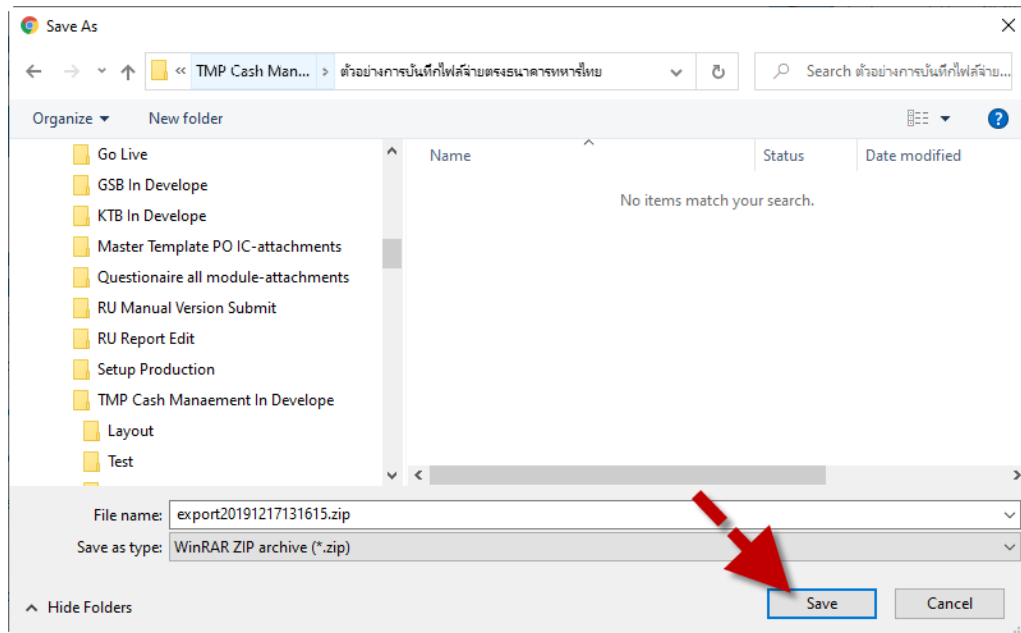 Save As
« TMP Cash Man... > ตัวอย่างการบันทึกไฟล์จ่ายตรงธนาคารทหารไทย
Search ตัวอย่างการบันทึกไฟล์จ่าย...
Organize
New folder
Name
Status
Date modified
No items match your search.
Go Live
GSB In Develope
KTB In Develope
Master Template PO IC-attachments
Questionaire all module-attachments
RU Manual Version Submit
RU Report Edit
Setup Production
TMP Cash Manaement In Develope
Layout
Test
File name: export20191217131615.zip
Save as type: WinRAR ZIP archive (*.zip)
Hide Folders
Save
Cancel